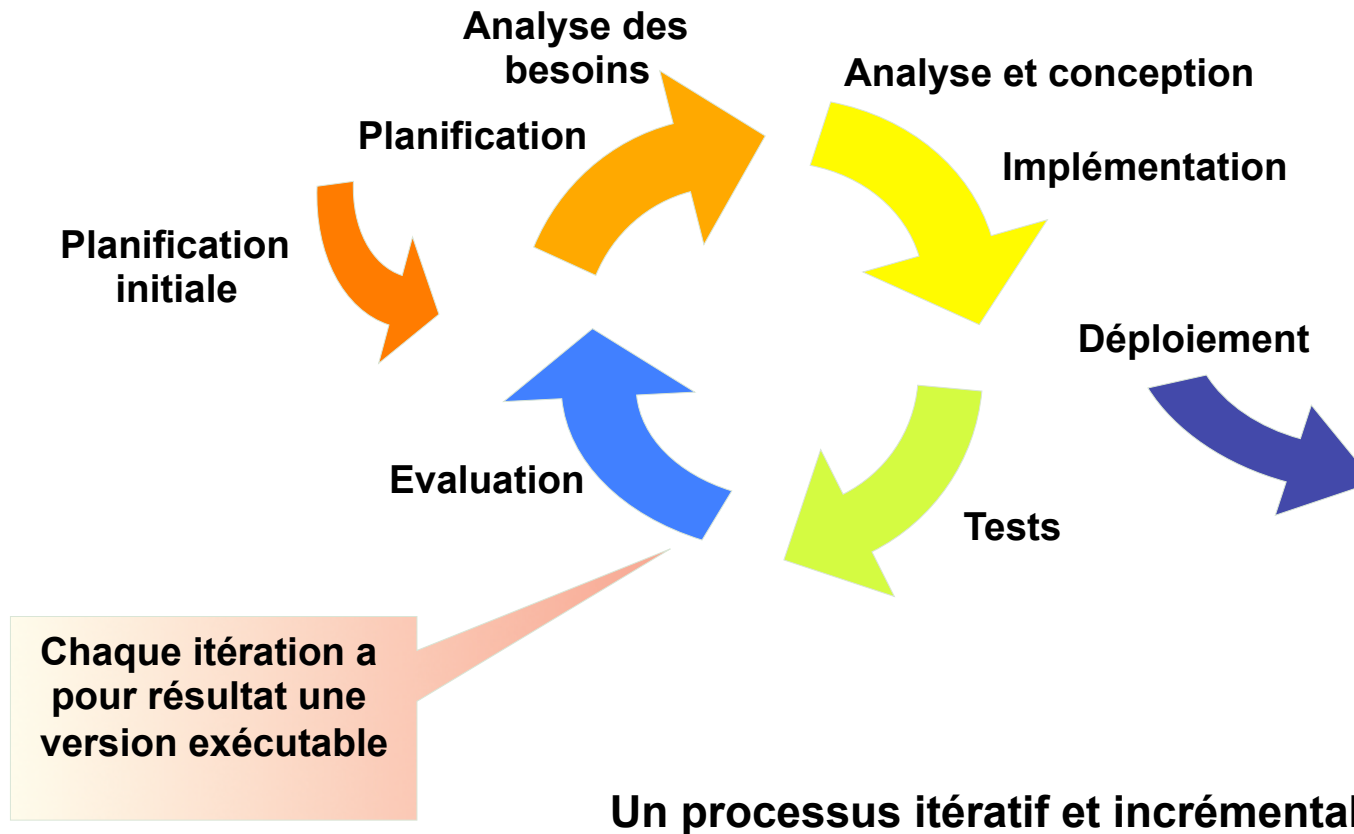 Analyse des
besoins
Analyse et conception
Planification
Implémentation
Planification
initiale
Déploiement
Evaluation
Tests
Chaque itération a
pour résultat une
version exécutable
Un processus itératif et incrémental